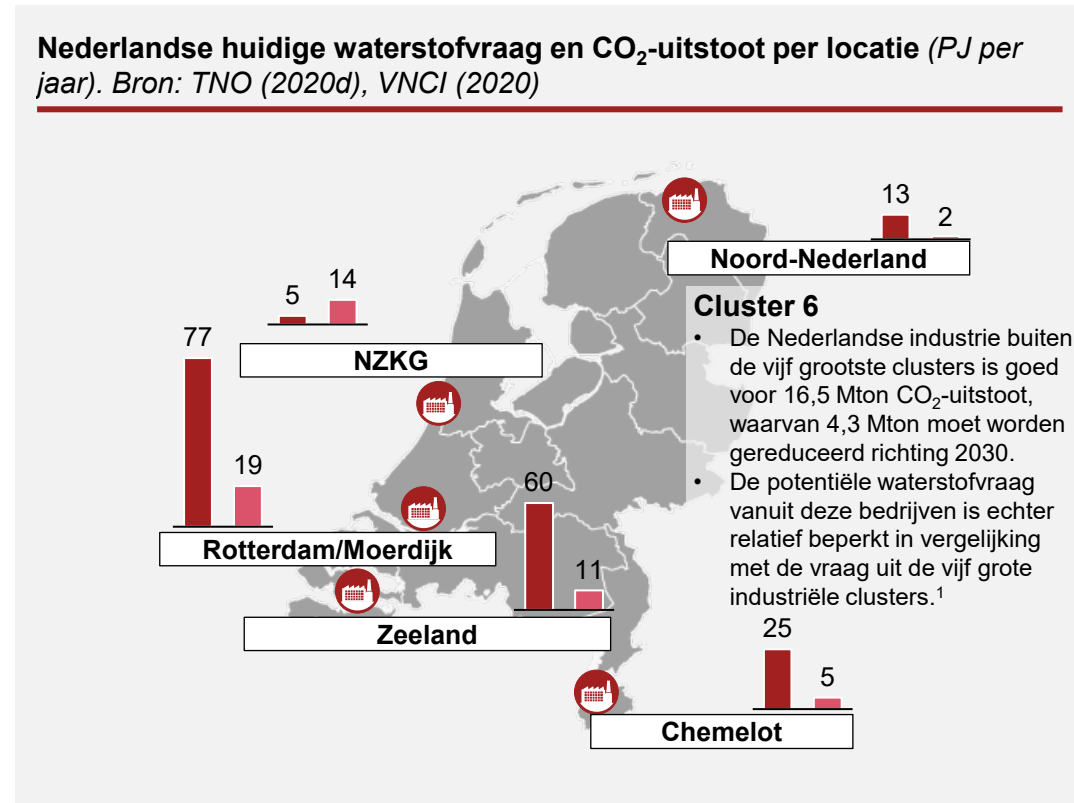 Nederlandse huidige waterstofvraag en CO₂-uitstoot per locatie (PJ per
jaar). Bron: TNO (2020d), VNCI (2020)
13
2
Noord-Nederland
5
14
NZKG
77
19
Rotterdam/Moerdijk
60
11
Zeeland
Cluster 6
• De Nederlandse industrie buiten
de vijf grootste clusters is goed
voor 16,5 Mton CO₂-uitstoot,
waarvan 4,3 Mton moet worden
gereduceerd richting 2030.
• De potentiële waterstofvraag
vanuit deze bedrijven is echter
relatief beperkt in vergelijking
met de vraag uit de vijf grote
industriële clusters.¹
25
5
Chemelot